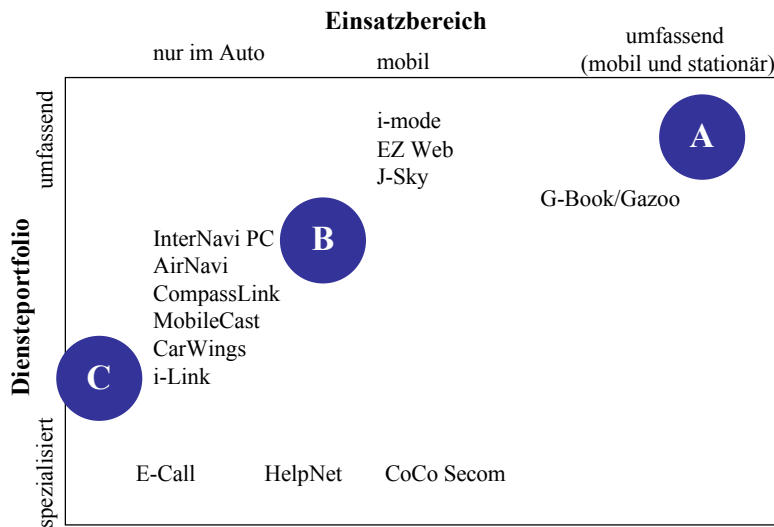 Einsatzbereich
nur im Auto
mobil
umfassend
(mobil und stationär)
Diensteportfolio
umfassend
spezialisiert
i-mode
EZ Web
J-Sky
A
G-Book/Gazoo
B
InterNavi PC
AirNavi
CompassLink
MobileCast
CarWings
i-Link
C
E-Call
HelpNet
CoCo Secom